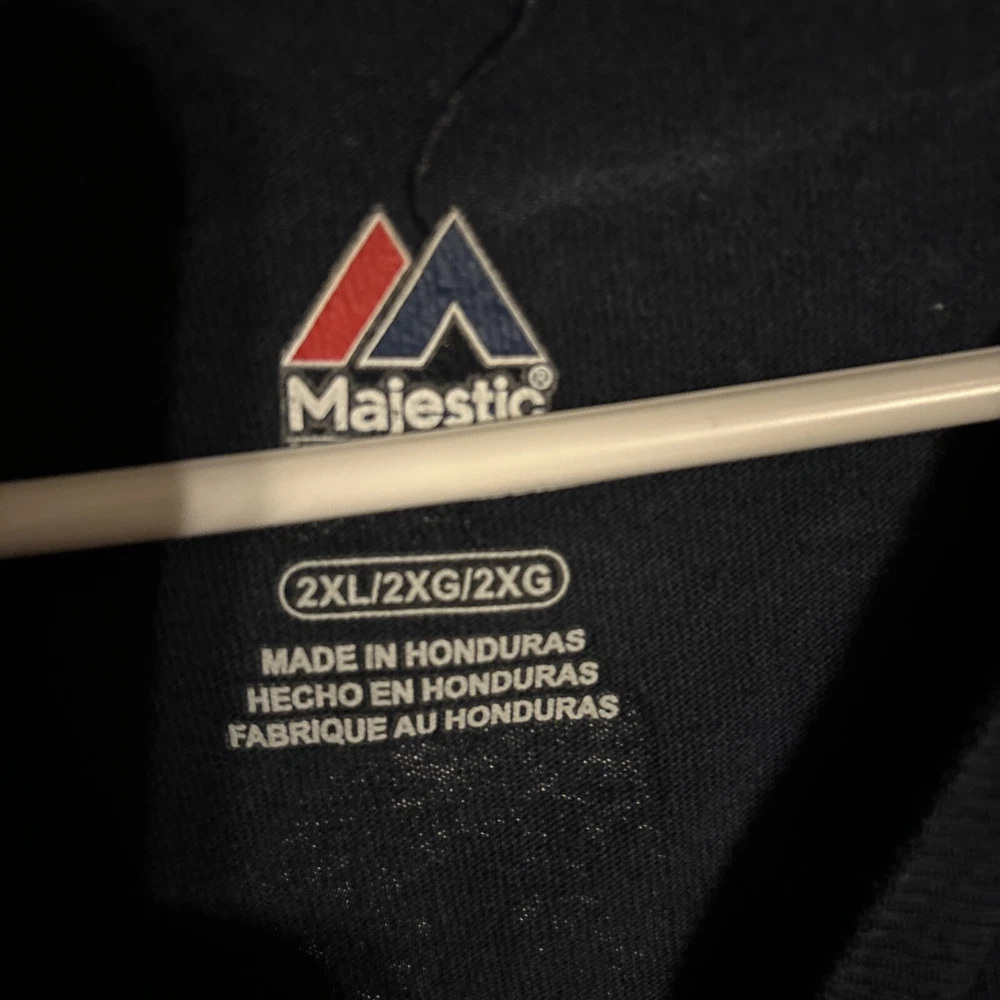 Majestic®
2XL/2XG/2XG
MADE IN HONDURAS
HECHO EN HONDURAS
FABRIQUE AU HONDURAS